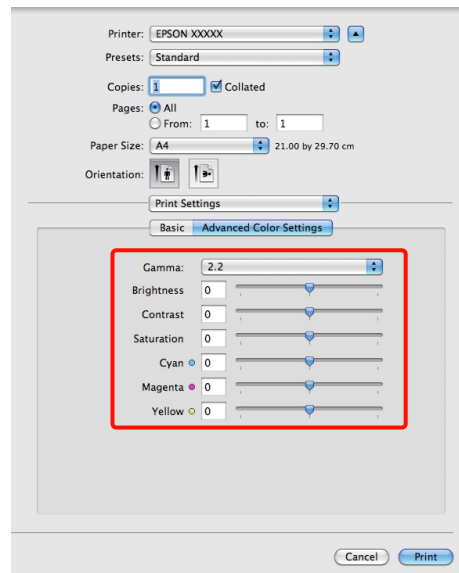 Printer: EPSON XXXXX
Presets: Standard
Copies: 1 Collated
Pages: All
From: 1 to: 1
Paper Size: A4 21.00 by 29.70 cm
Orientation:
Print Settings
Basic Advanced Color Settings
Gamma: 2.2
Brightness 0
Contrast 0
Saturation 0
Cyan 0
Magenta 0
Yellow 0
Cancel Print